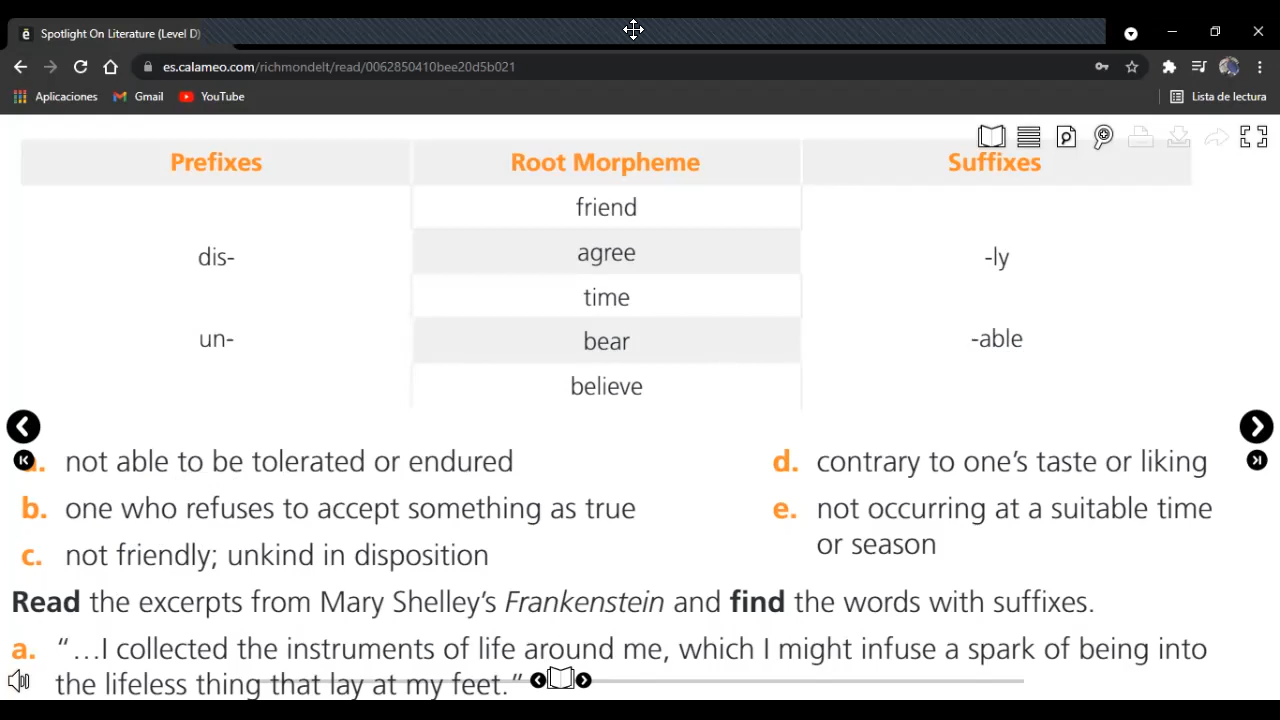 Spotlight On Literature (Level D)
es.calameo.com/richmondelt/read/0062850410bee20d5b021
Aplicaciones Gmail YouTube Lista de lectura
Prefixes Root Morpheme Suffixes
friend
dis- agree -ly
time
un- bear -able
believe
a. not able to be tolerated or endured
b. one who refuses to accept something as true
c. not friendly; unkind in disposition
d. contrary to one's taste or liking
e. not occurring at a suitable time
or season
Read the excerpts from Mary Shelley's Frankenstein and find the words with suffixes.
a. “…I collected the instruments of life around me, which I might infuse a spark of being into
the lifeless thing that lay at my feet.”